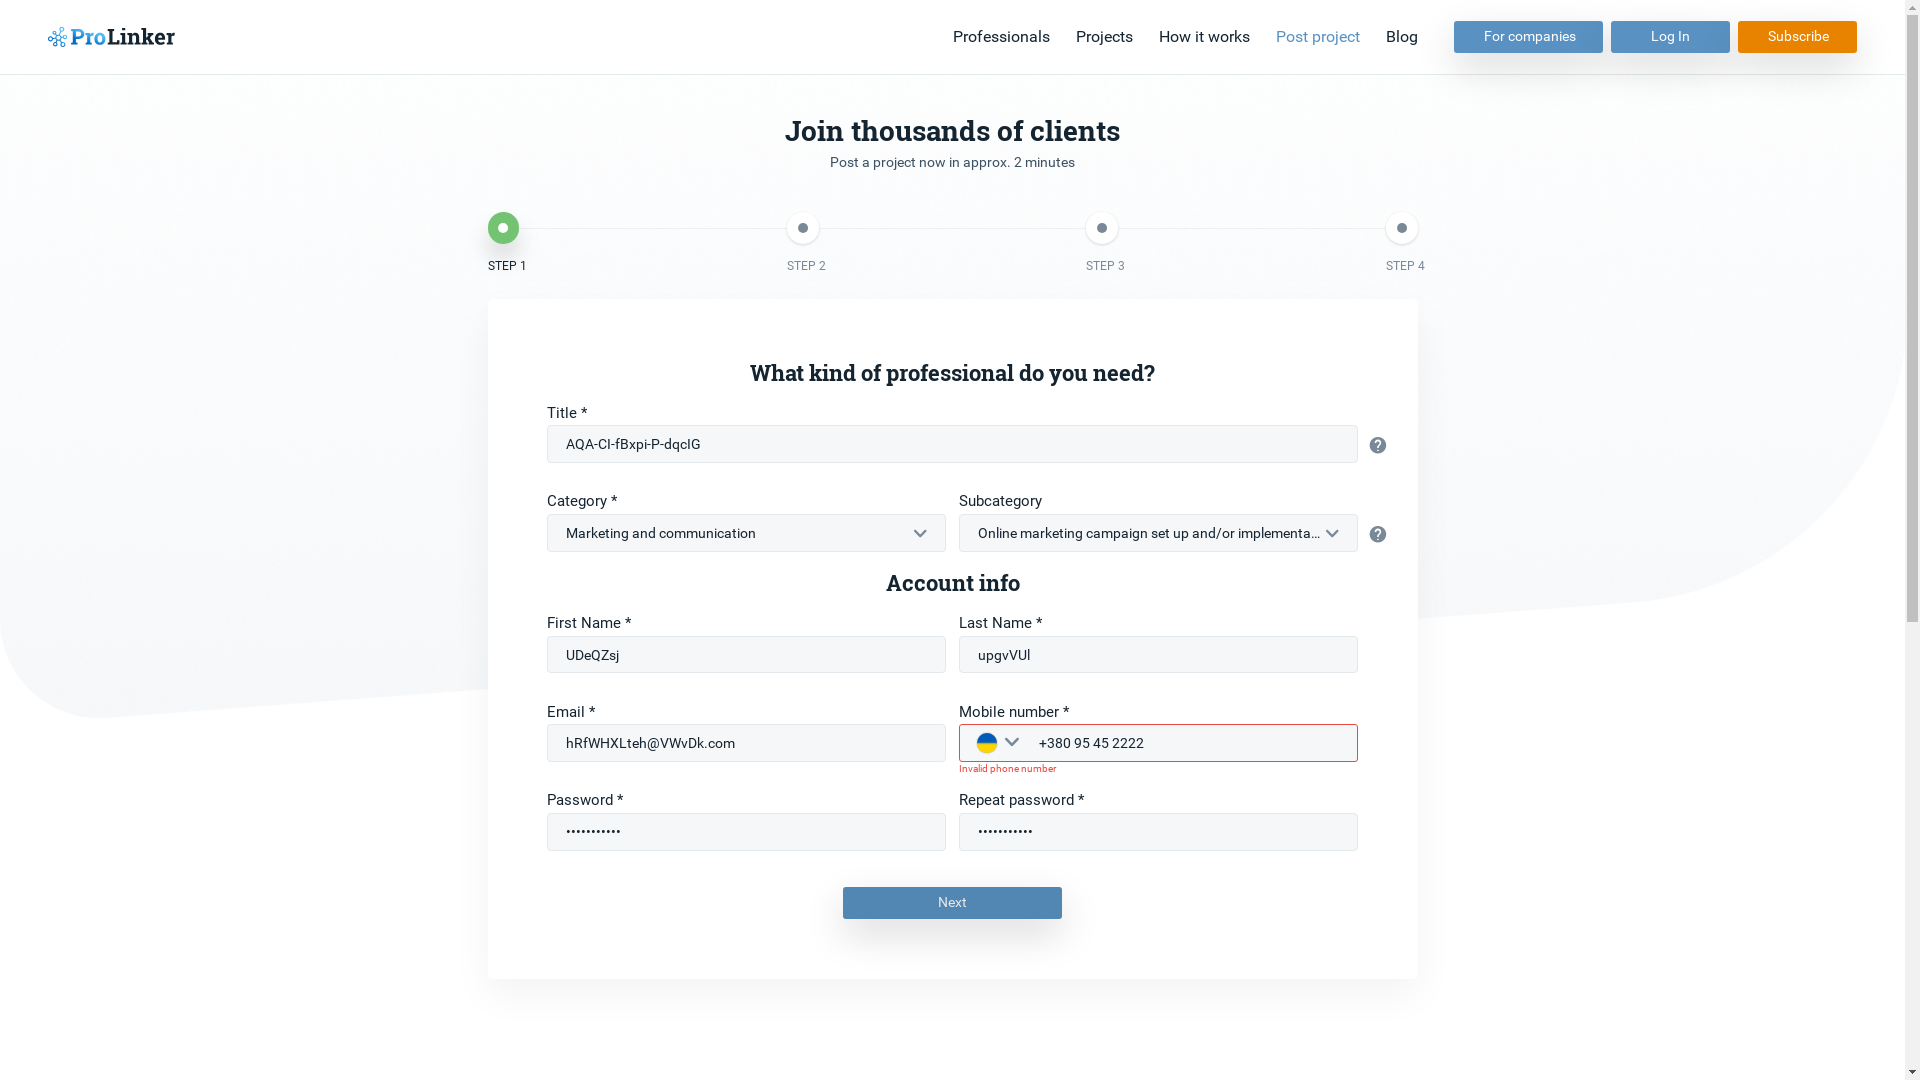 ProLinker
Professionals Projects How it works Post project Blog For companies Log In Subscribe
Join thousands of clients
Post a project now in approx. 2 minutes
STEP 1 STEP 2 STEP 3 STEP 4
What kind of professional do you need?
Title *
AQA-CI-fBxpi-P-dqcIG
Category * Subcategory
Marketing and communication Online marketing campaign set up and/or implementa...
Account info
First Name * Last Name *
UDeQZsj upgvVUl
Email * Mobile number *
hRfWHXLteh@VWvDk.com +380 95 45 2222
Invalid phone number
Password * Repeat password *
••••••••••• •••••••••••
Next